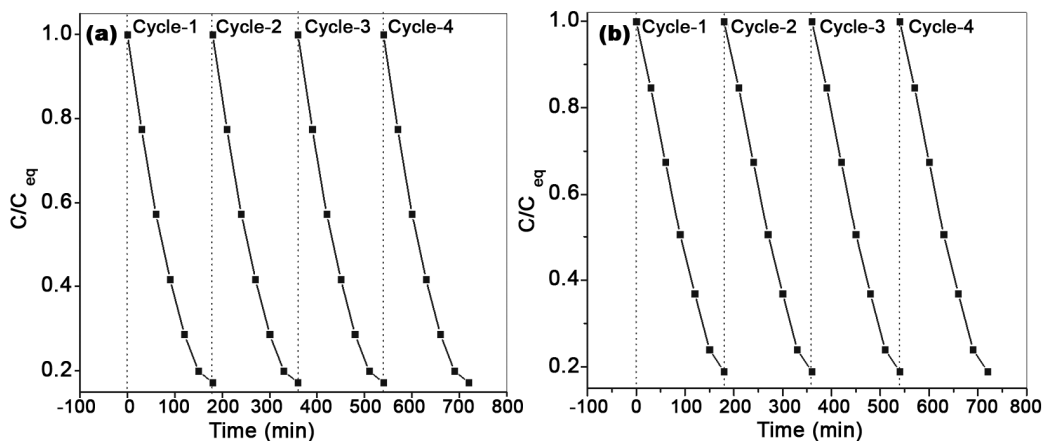 (a) Cycle-1 Cycle-2 Cycle-3 Cycle-4
1.0
0.8
0.6
0.4
0.2
C/C eq
-100 0 100 200 300 400 500 600 700 800
Time (min)
(b) Cycle-1 Cycle-2 Cycle-3 Cycle-4
1.0
0.8
0.6
0.4
0.2
C/C eq
-100 0 100 200 300 400 500 600 700 800
Time (min)